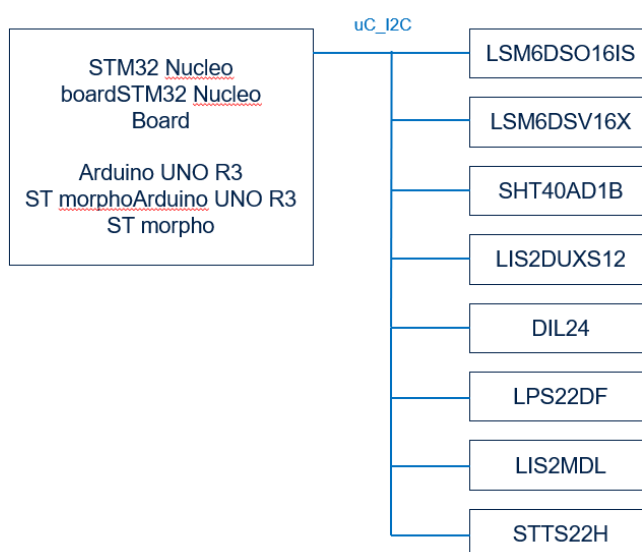 uC_I2C
STM32 Nucleo
boardSTM32 Nucleo
Board
Arduino UNO R3
ST morphoArduino UNO R3
ST morpho
LSM6DSO16IS
LSM6DSV16X
SHT40AD1B
LIS2DUXS12
DIL24
LPS22DF
LIS2MDL
STTS22H